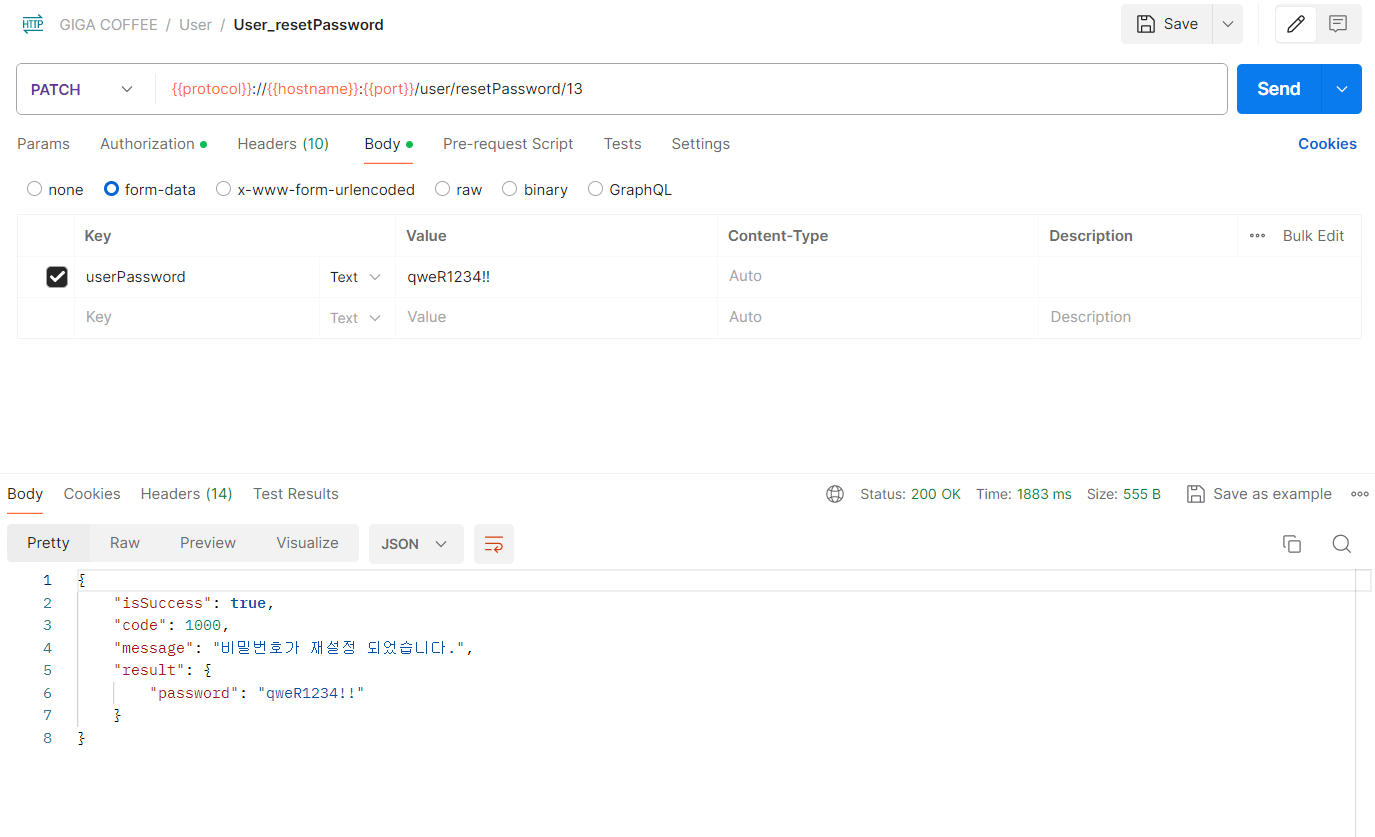 HTTP GIGA COFFEE / User / User_resetPassword Save
PATCH {{protocol}}://{{hostname}}:{{port}}/user/resetPassword/13 Send
Params Authorization Headers (10) Body Pre-request Script Tests Settings Cookies
none form-data x-www-form-urlencoded raw binary GraphQL
Key Value Content-Type Description Bulk Edit
userPassword Text qweR1234!! Auto
Key Text Value Auto Description
Body Cookies Headers (14) Test Results Status: 200 OK Time: 1883 ms Size: 555 B Save as example
Pretty Raw Preview Visualize JSON
1 {
2 "isSuccess": true,
3 "code": 1000,
4 "message": "비밀번호가 재설정 되었습니다.",
5 "result": {
6 "password": "qweR1234!!"
7 }
8 }